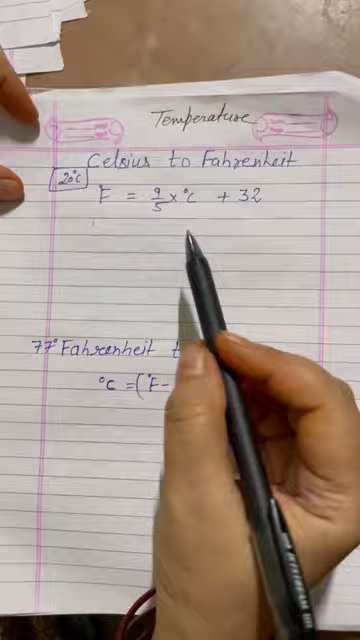 Temperature
Celsius to Fahrenheit
20°C
°F = 9/5 × °C + 32
77° Fahrenheit t
°C = (°F -